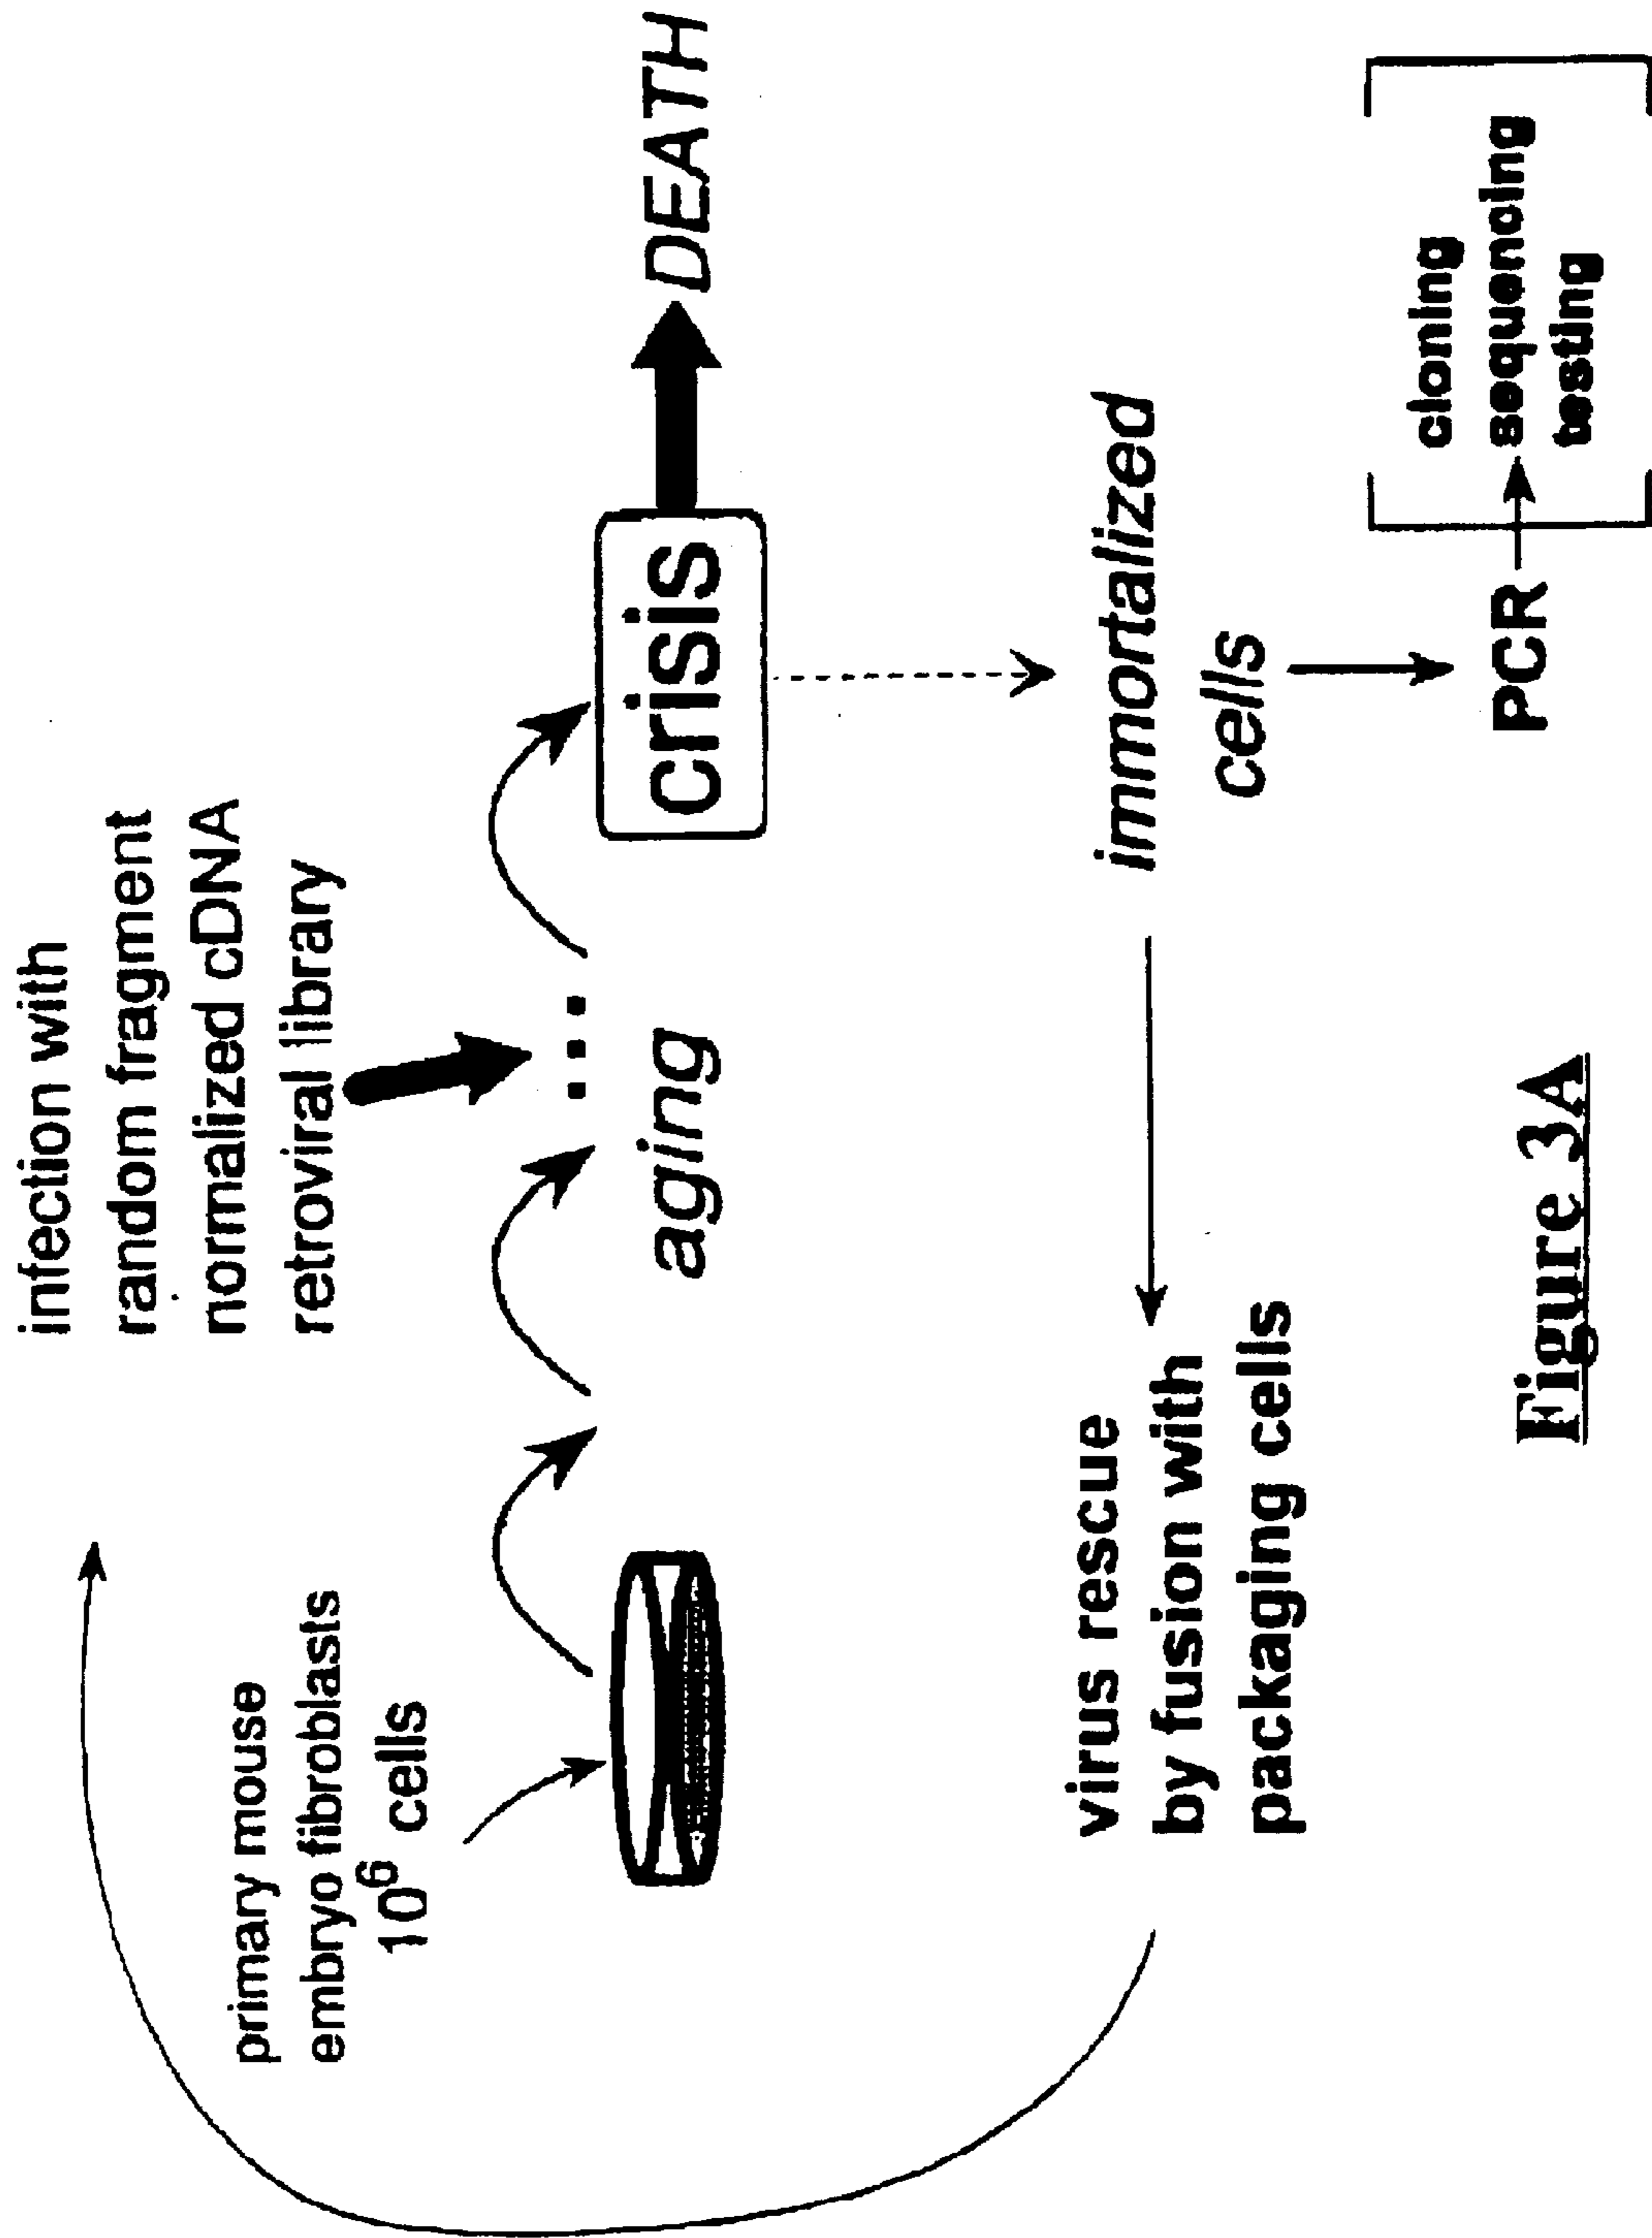 infection with
random fragment
normalized cDNA
retroviral library
primary mouse
embryo fibroblasts
10⁶ cells
aging
crisis
DEATH
immortalized
cells
virus rescue
by fusion with
packaging cells
PCR
cloning
sequencing
testing
Figure 3A